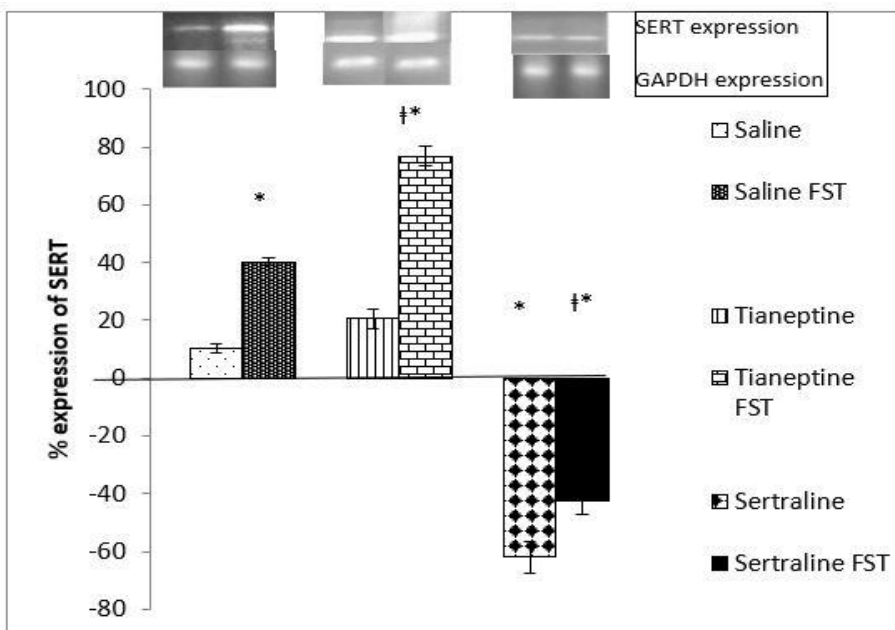 SERT expression
GAPDH expression
100
80
60
40
20
0
-20
-40
-60
-80
% expression of SERT
*
ǂ*
*
ǂ*
Saline
Saline FST
Tianeptine
Tianeptine
FST
Sertraline
Sertraline FST